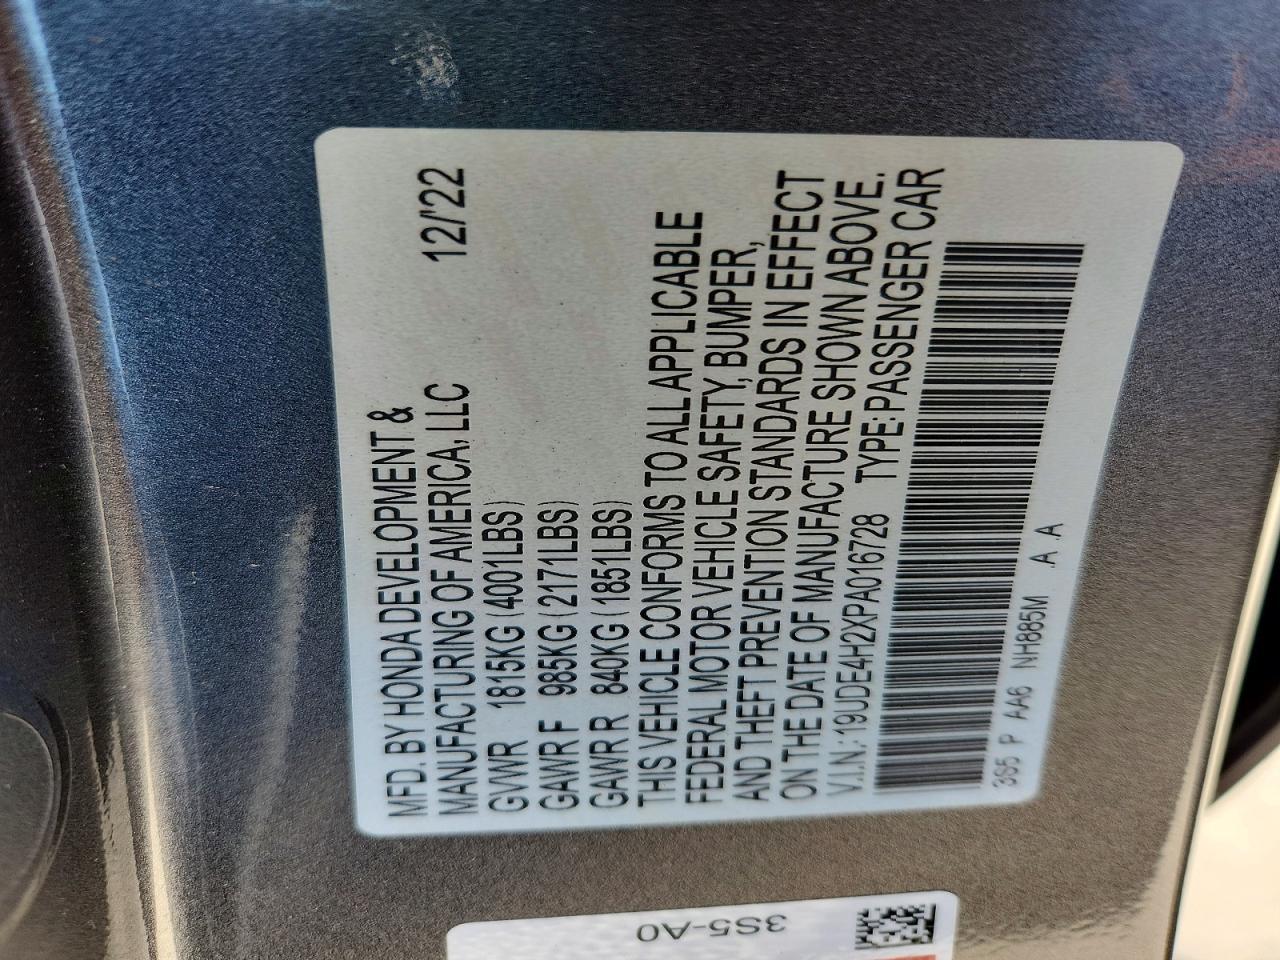 MFD. BY HONDA DEVELOPMENT &
MANUFACTURING OF AMERICA, LLC 12/'22
GVWR 1815KG (4001LBS)
GAWR F 985KG (2171LBS)
GAWR R 840KG (1851LBS)
THIS VEHICLE CONFORMS TO ALL APPLICABLE
FEDERAL MOTOR VEHICLE SAFETY, BUMPER,
AND THEFT PREVENTION STANDARDS IN EFFECT
ON THE DATE OF MANUFACTURE SHOWN ABOVE.
V.I.N.: 19UDE4H2XPA016728 TYPE:PASSENGER CAR
3S5 P AA6 NH885M A A
3S5-A0